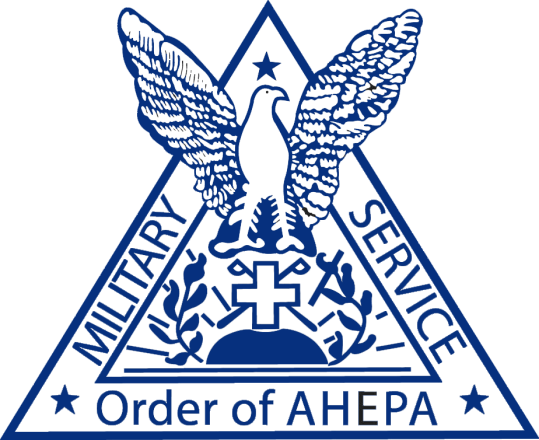 MILITARY
SERVICE
Order of AHEPA